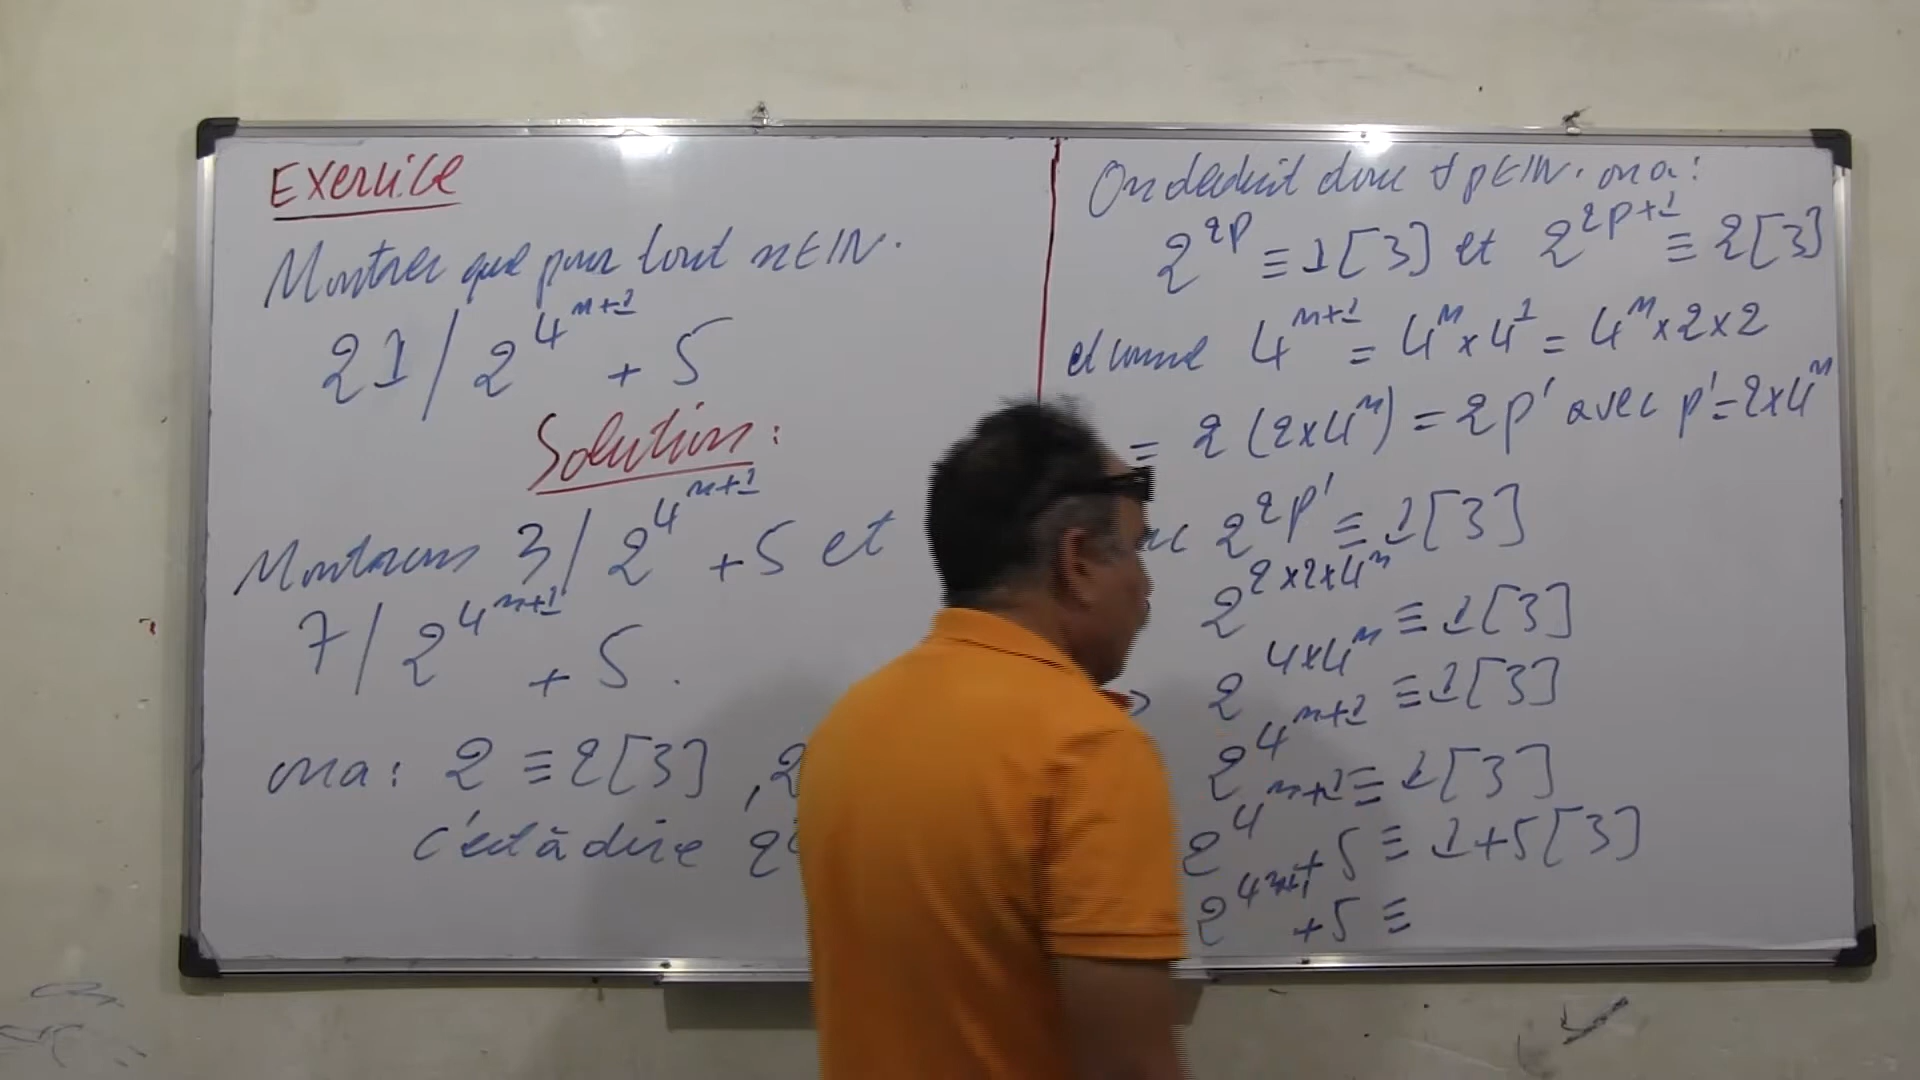 Exercice
Montrer que pour tout n∈IN.
21/2^4^n+1 + 5
Solution:
Montrons 3/2^4^n+1 + 5 et
7/2^4^n+1 + 5.
on a: 2 ≡ 2[3] , 2
c'est à dire 2
On déduit donc ∀ p∈IN. on a:
2^2p ≡ 1[3] et 2^2p+1 ≡ 2[3]
et comme 4^n+1 = 4^n × 4^1 = 4^n × 2 × 2
= 2(2×4^n) = 2p' avec p'=2×4^n
2^2p' ≡ 1[3]
2^2×2×4^n ≡ 1[3]
2^4×4^n ≡ 1[3]
2^4^n+1 ≡ 1[3]
2^4^n+1 + 5 ≡ 1+5[3]
2^4^n+1 + 5 ≡